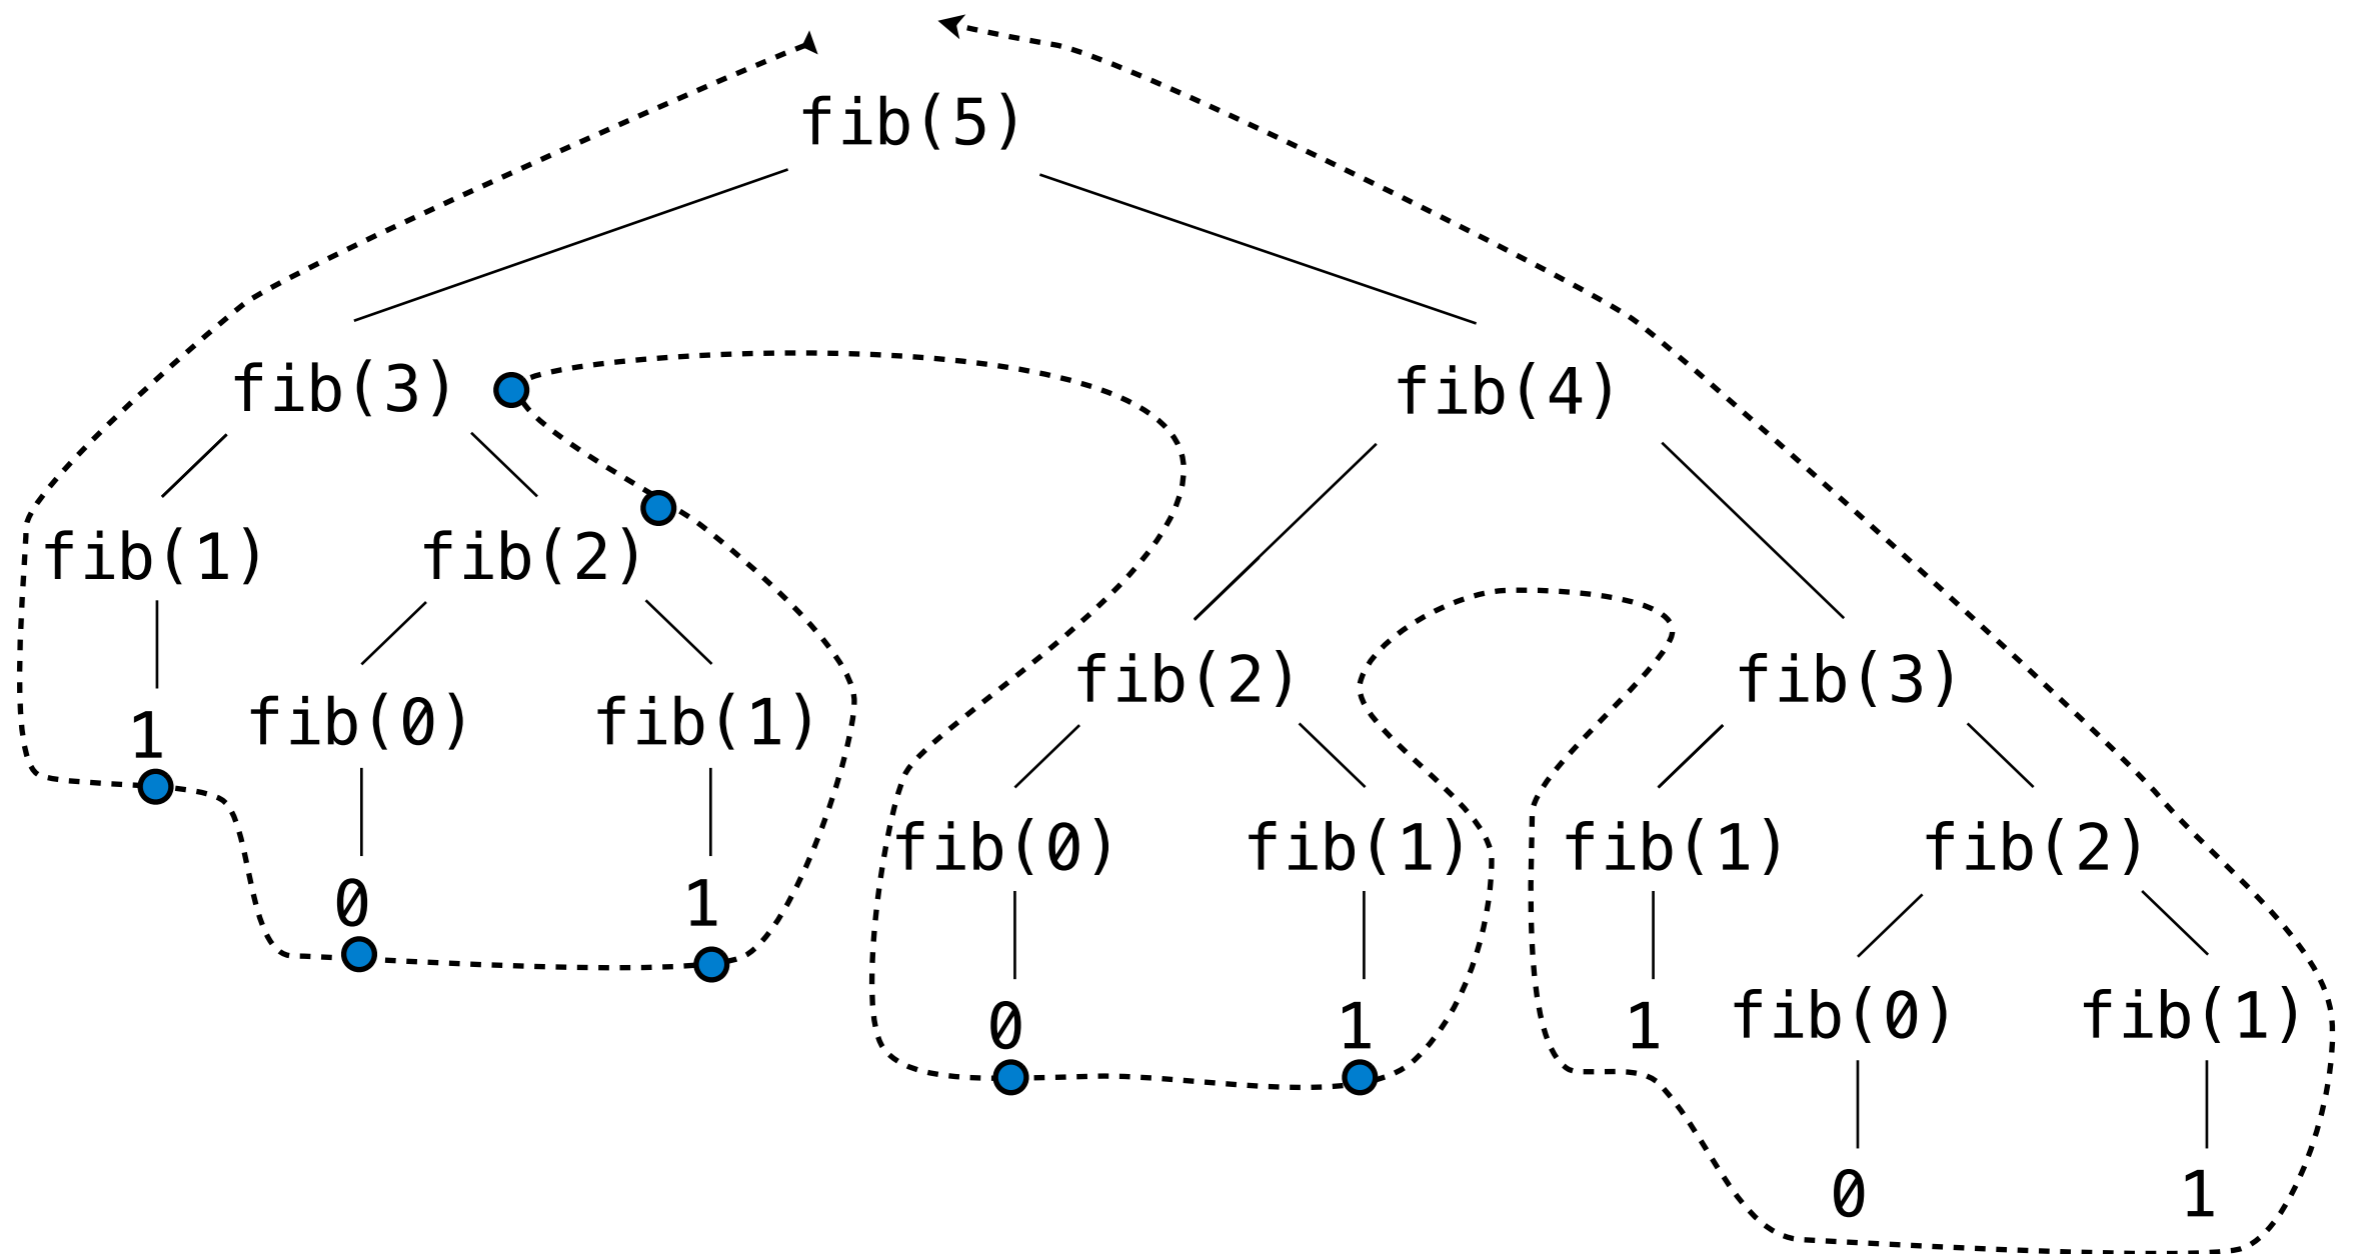 fib(5)
fib(3) fib(4)
fib(1) fib(2)
fib(2) fib(3)
1 fib(0) fib(1)
fib(0) fib(1) fib(1) fib(2)
0 1
0 1 1 fib(0) fib(1)
0 1